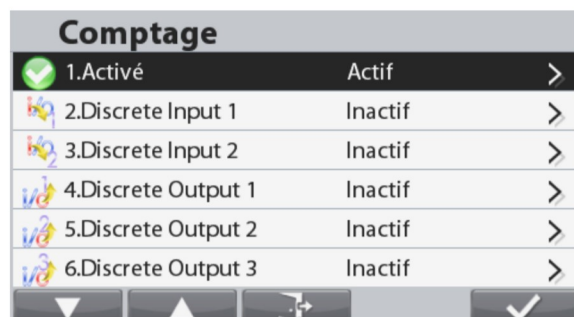 Comptage
1.Activé Actif
2.Discrete Input 1 Inactif
3.Discrete Input 2 Inactif
4.Discrete Output 1 Inactif
5.Discrete Output 2 Inactif
6.Discrete Output 3 Inactif